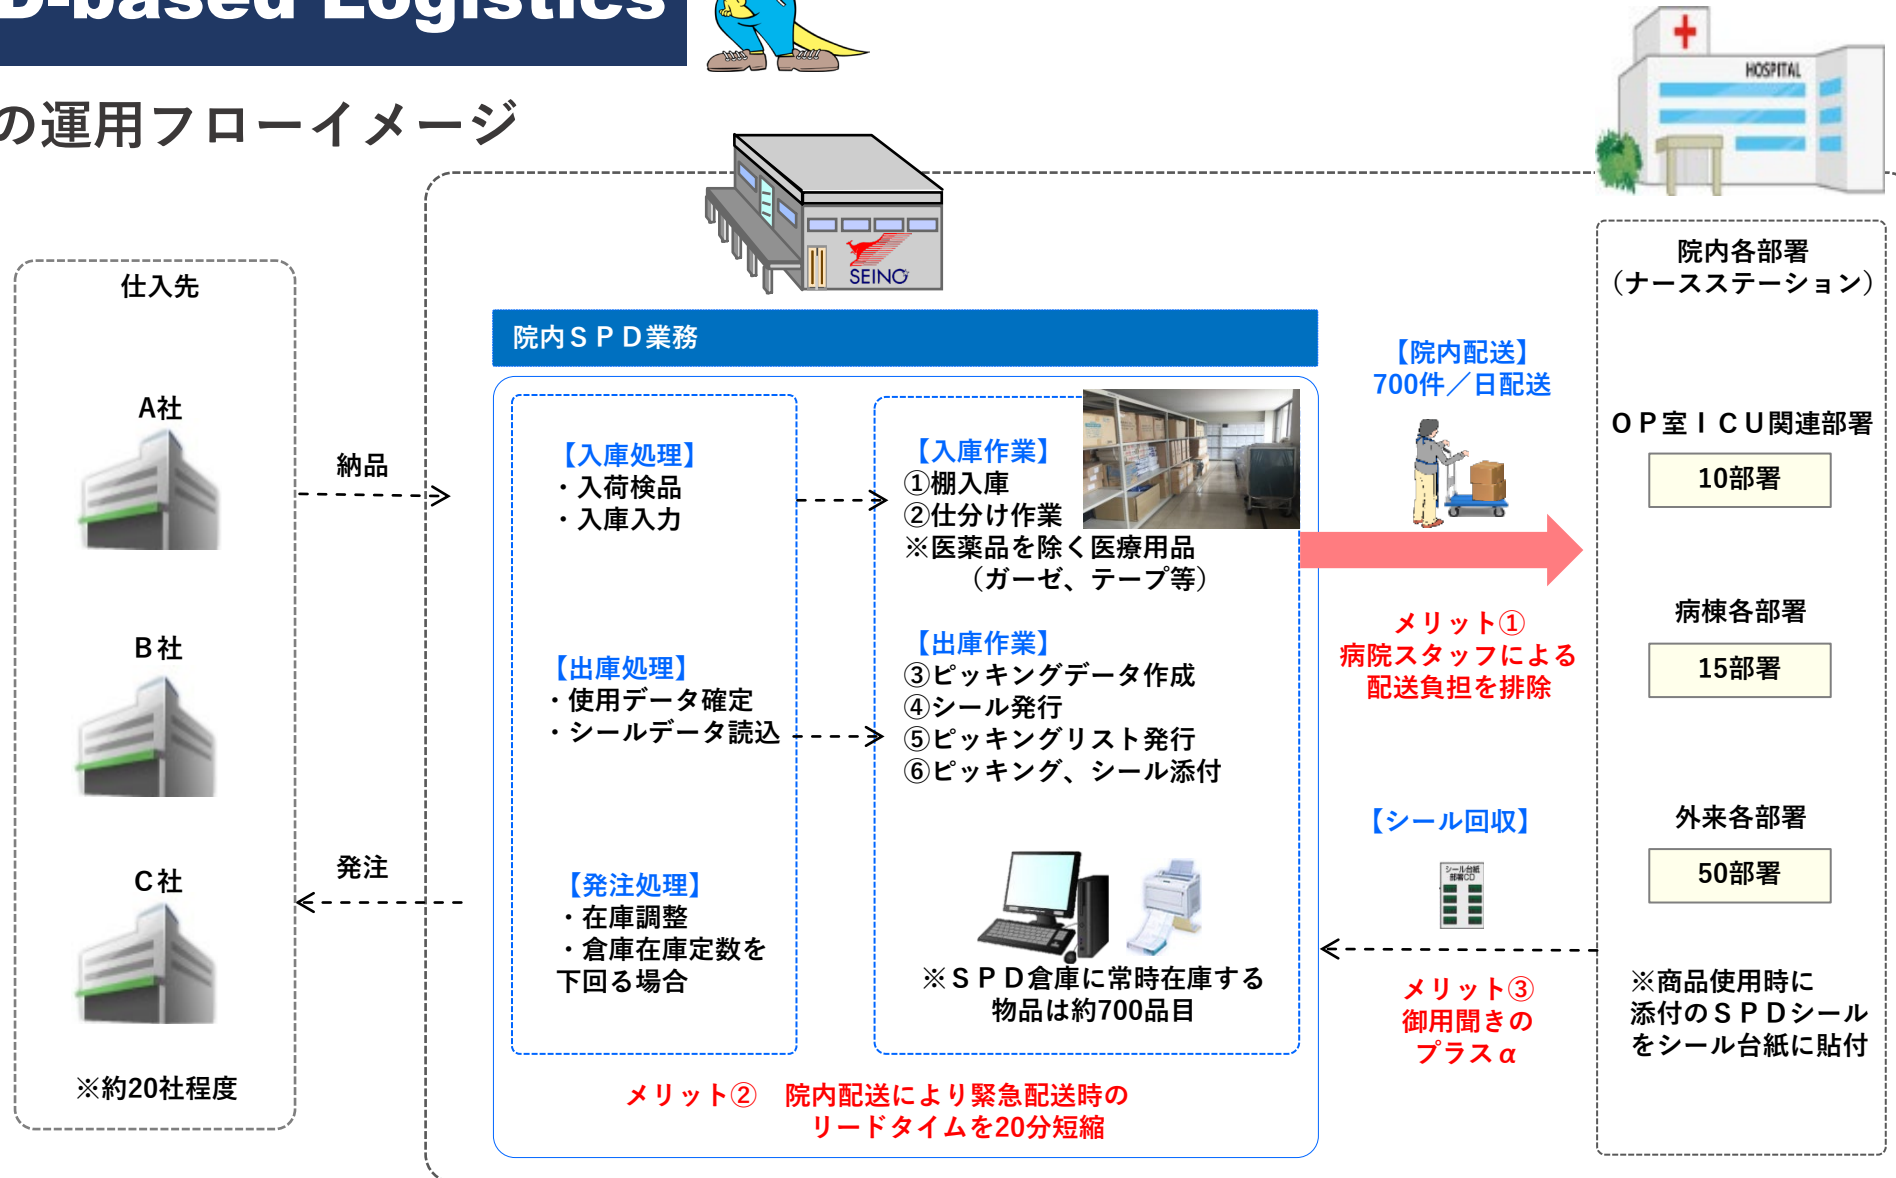 D-based Logistics
の運用フローイメージ
HOSPITAL
SEINO
仕入先
A社
B社
C社
※約20社程度
納品
発注
院内ＳＰＤ業務
【入庫処理】
・入荷検品
・入庫入力
【出庫処理】
・使用データ確定
・シールデータ読込
【発注処理】
・在庫調整
・倉庫在庫定数を
下回る場合
【入庫作業】
①棚入庫
②仕分け作業
※医薬品を除く医療用品
（ガーゼ、テープ等）
【出庫作業】
③ピッキングデータ作成
④シール発行
⑤ピッキングリスト発行
⑥ピッキング、シール添付
※ＳＰＤ倉庫に常時在庫する
物品は約700品目
メリット②　院内配送により緊急配送時の
リードタイムを20分短縮
【院内配送】
700件／日配送
メリット①
病院スタッフによる
配送負担を排除
【シール回収】
シール台紙
部署CD
メリット③
御用聞きの
プラスα
院内各部署
（ナースステーション）
ＯＰ室ＩＣＵ関連部署
10部署
病棟各部署
15部署
外来各部署
50部署
※商品使用時に
添付のＳＰＤシール
をシール台紙に貼付